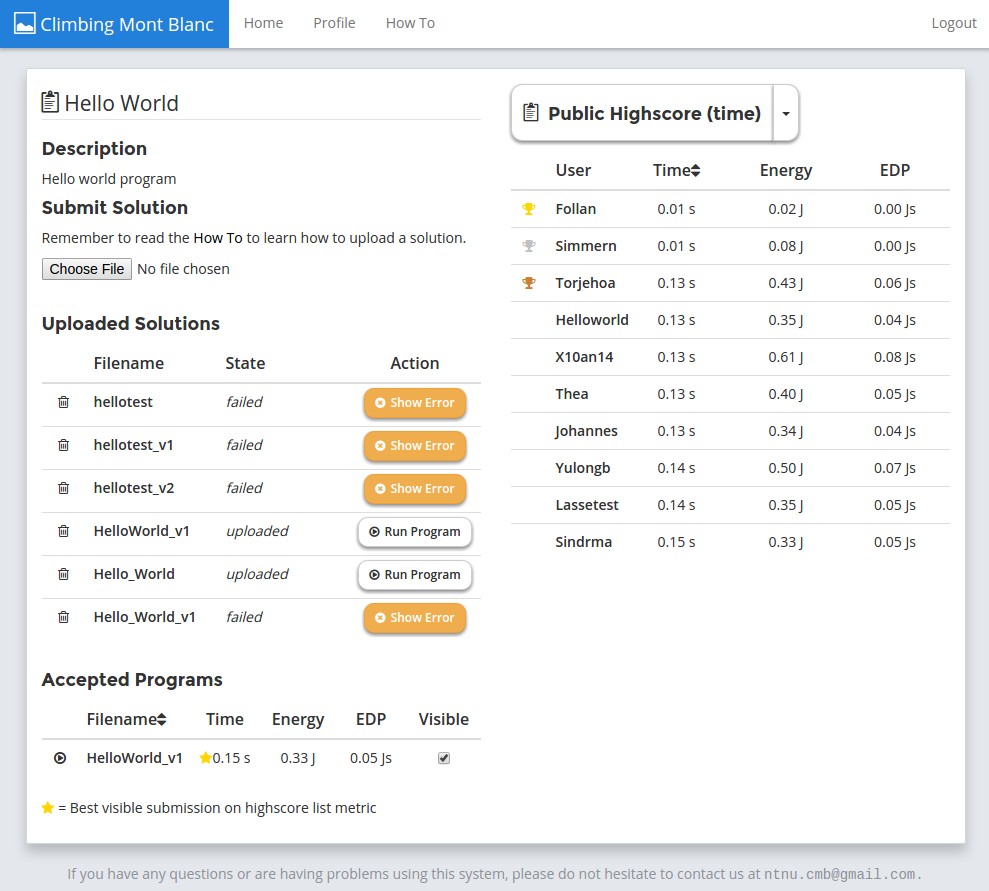 Climbing Mont Blanc
Home
Profile
How To
Logout
Hello World
Description
Hello world program
Submit Solution
Remember to read the How To to learn how to upload a solution.
Choose File No file chosen
Uploaded Solutions
Filename State Action
hellotest failed Show Error
hellotest_v1 failed Show Error
hellotest_v2 failed Show Error
HelloWorld_v1 uploaded Run Program
Hello_World uploaded Run Program
Hello_World_v1 failed Show Error
Accepted Programs
Filename Time Energy EDP Visible
HelloWorld_v1 0.15 s 0.33 J 0.05 Js
= Best visible submission on highscore list metric
Public Highscore (time)
User Time Energy EDP
Follan 0.01 s 0.02 J 0.00 Js
Simmern 0.01 s 0.08 J 0.00 Js
Torjehoa 0.13 s 0.43 J 0.06 Js
Helloworld 0.13 s 0.35 J 0.04 Js
X10an14 0.13 s 0.61 J 0.08 Js
Thea 0.13 s 0.40 J 0.05 Js
Johannes 0.13 s 0.34 J 0.04 Js
Yulongb 0.14 s 0.50 J 0.07 Js
Lassetest 0.14 s 0.35 J 0.05 Js
Sindrma 0.15 s 0.33 J 0.05 Js
If you have any questions or are having problems using this system, please do not hesitate to contact us at ntnu.cmb@gmail.com.